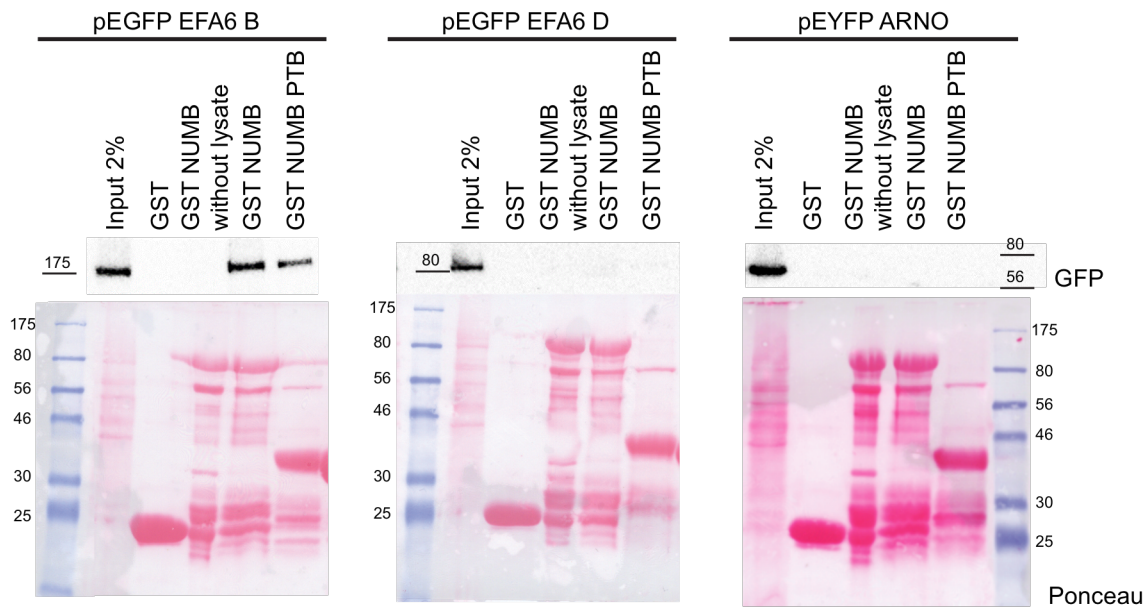 pEGFP EFA6 B
pEGFP EFA6 D
pEYFP ARNO
Input 2%
GST
GST NUMB
without lysate
GST NUMB
GST NUMB PTB
Input 2%
GST
GST NUMB
without lysate
GST NUMB
GST NUMB PTB
Input 2%
GST
GST NUMB
without lysate
GST NUMB
GST NUMB PTB
175
80
80
56
GFP
175
80
56
46
30
25
175
80
56
46
30
25
175
80
56
46
30
25
Ponceau